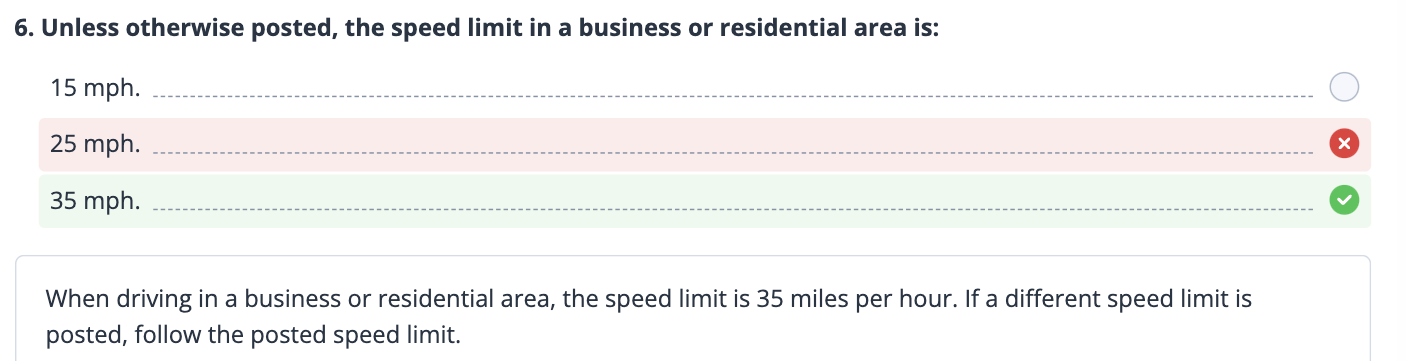 6. Unless otherwise posted, the speed limit in a business or residential area is:
15 mph.
25 mph.
35 mph.
When driving in a business or residential area, the speed limit is 35 miles per hour. If a different speed limit is
posted, follow the posted speed limit.